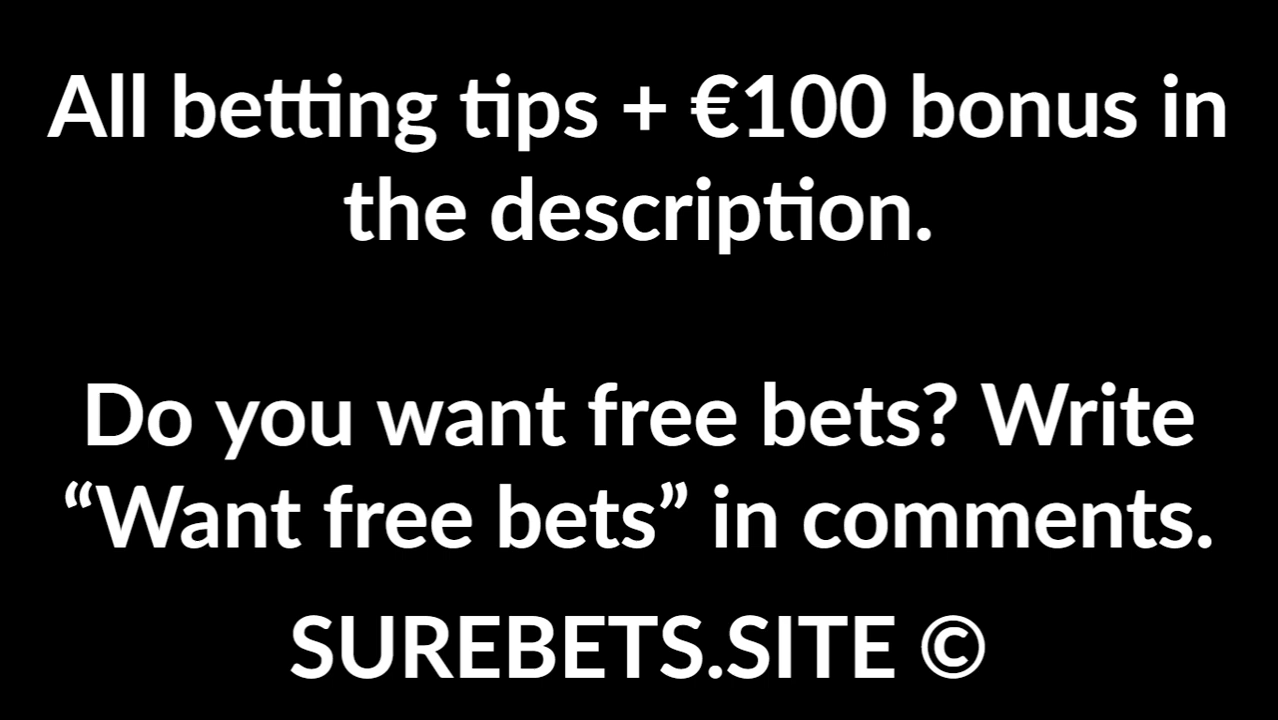 All betting tips + €100 bonus in
the description.
Do you want free bets? Write
“Want free bets” in comments.
SUREBETS.SITE ©